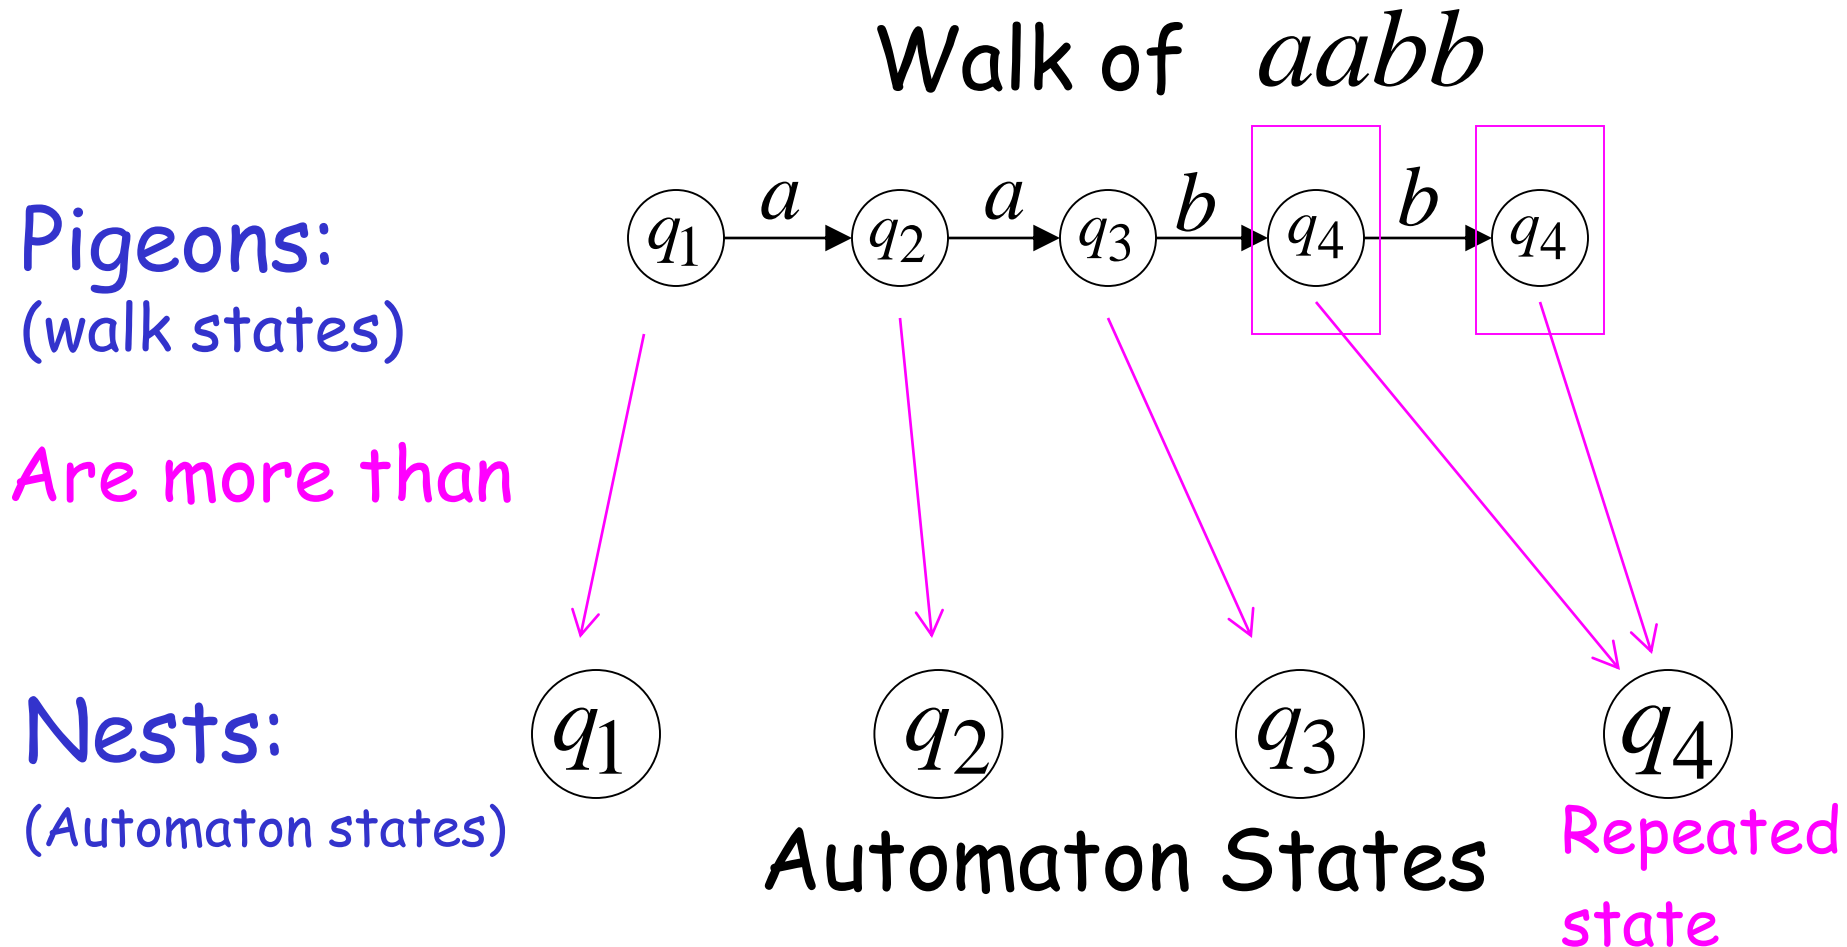 Walk of aabb
a a b b
Pigeons: q1 q2 q3 q4 q4
(walk states)
Are more than
Nests: q1 q2 q3 q4
(Automaton states)
Automaton States
Repeated
state